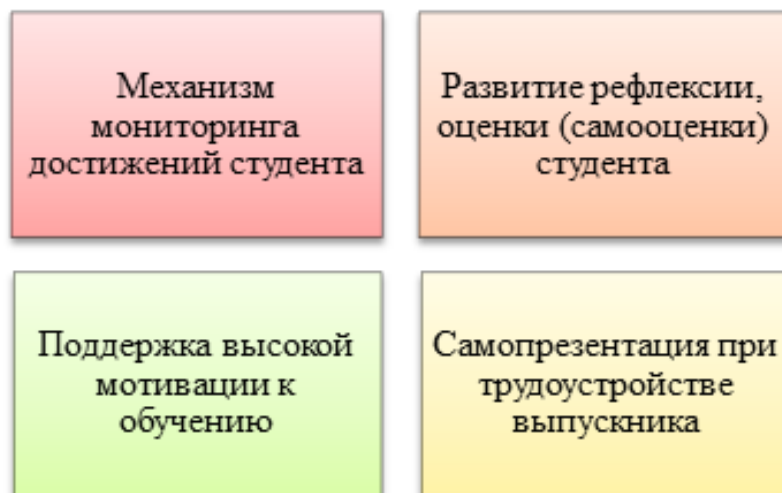 Механизм
мониторинга
достижений студента
Развитие рефлексии,
оценки (самооценки)
студента
Поддержка высокой
мотивации к
обучению
Самопрезентация при
трудоустройстве
выпускника